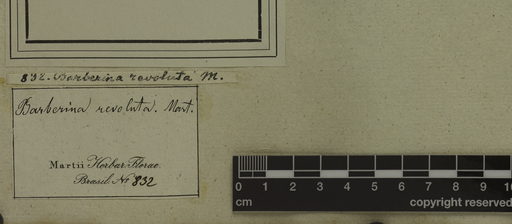 832. Barberina revoluta M.
Barberina revoluta. Mart.
Martii Herbar. Florae
Brasil. No 832
0 1 2 3 4 5 6 7 8 9 10
cm copyright reserved